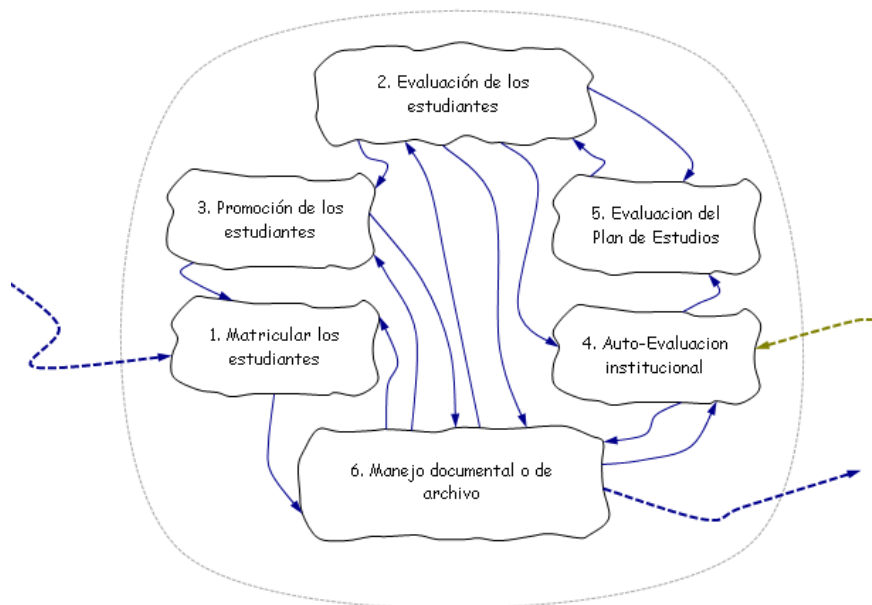 2. Evaluación de los
estudiantes
3. Promoción de los
estudiantes
5. Evaluacion del
Plan de Estudios
1. Matricular los
estudiantes
4. Auto-Evaluacion
institucional
6. Manejo documental o de
archivo